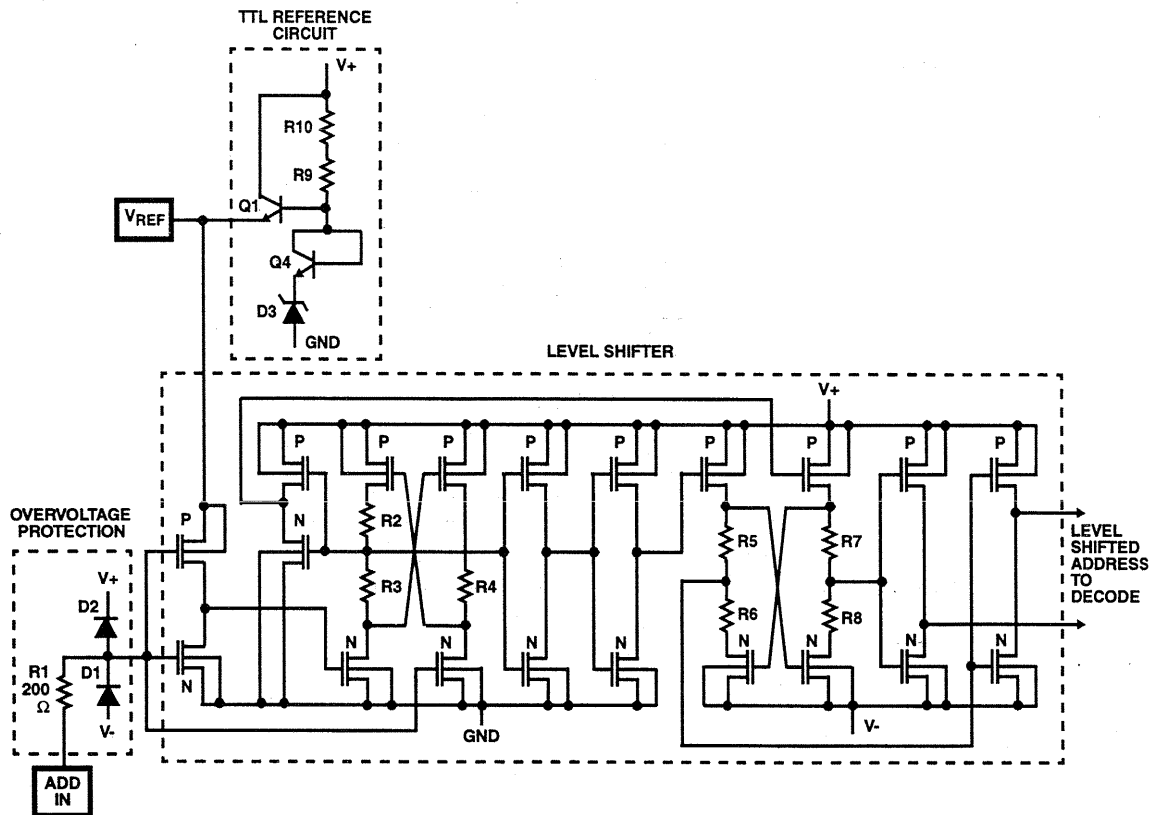 TTL REFERENCE
CIRCUIT
V+
R10
R9
Q1
VREF
Q4
D3
GND
LEVEL SHIFTER
V+
P
P
P
P
P
P
P
P
P
OVERVOLTAGE
PROTECTION
P
N
R2
R5
R7
LEVEL
SHIFTED
ADDRESS
TO
DECODE
V+
D2
R3
R4
R6
R8
R1
200
Ω
D1
N
N
N
N
N
N
N
N
N
V-
GND
V-
ADD
IN